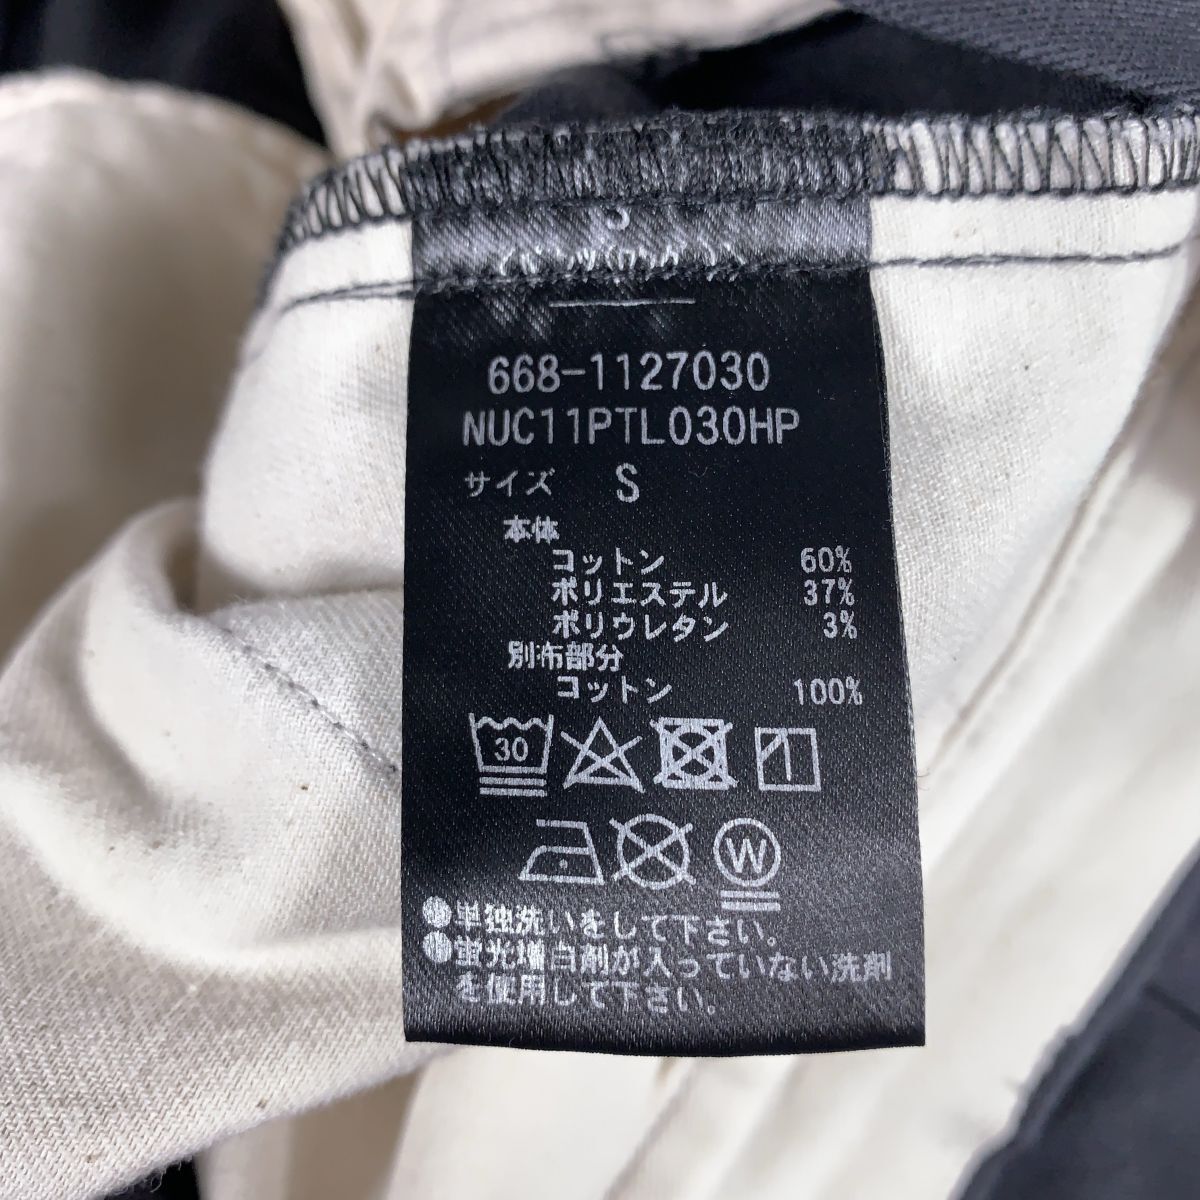 668-1127030
NUC11PTL030HP
サイズ S
本体
コットン 60%
ポリエステル 37%
ポリウレタン 3%
別布部分
コットン 100%
30
W
●単独洗いをして下さい。
●蛍光増白剤が入っていない洗剤
を使用して下さい。